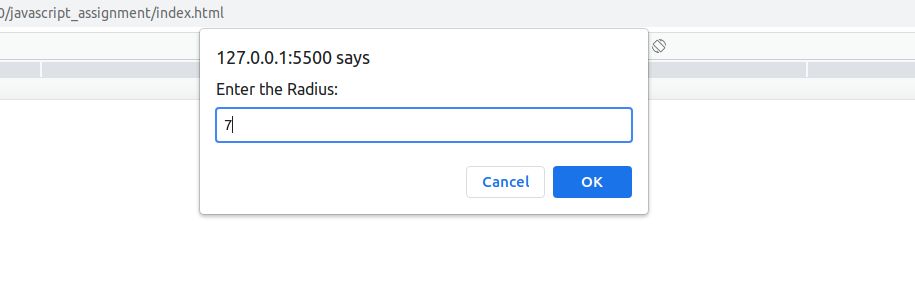 0/javascript_assignment/index.html
127.0.0.1:5500 says
Enter the Radius:
7
Cancel OK